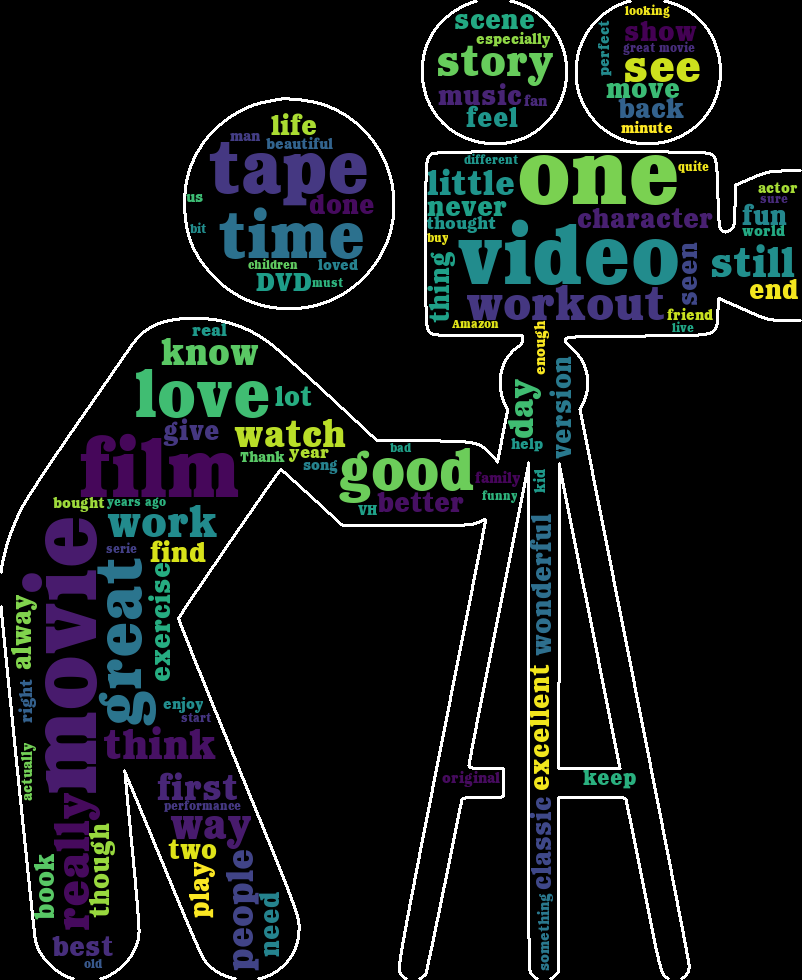 looking
scene
show
perfect
especially
great movie
story
see
move
music
fan
back
feel
minute
life
man
beautiful
tape
us
done
bit
time
children
loved
DVD
must
different
one
quite
little
never
character
thought
buy
video
seen
thing
workout
friend
Amazon
live
actor
sure
fun
world
still
end
enough
real
know
love
lot
day
version
give
watch
help
bad
Thank
year
song
good
family
film
better
funny
VH
kid
bought
years ago
work
serie
find
movie
great
exercise
wonderful
alway
right
enjoy
start
think
excellent
actually
original
keep
first
performance
way
really
though
two
book
play
people
need
classic
something
best
old